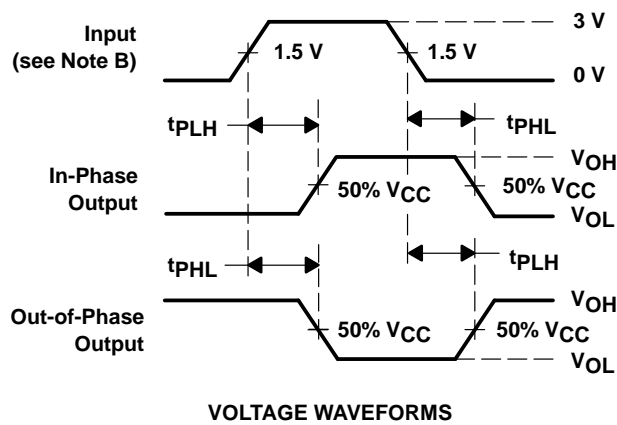 Input
(see Note B)
1.5 V
1.5 V
3 V
0 V
tPLH
tPHL
In-Phase
Output
50% VCC
VOH
50% VCC
VOL
tPHL
tPLH
Out-of-Phase
Output
50% VCC
VOH
50% VCC
VOL
VOLTAGE WAVEFORMS